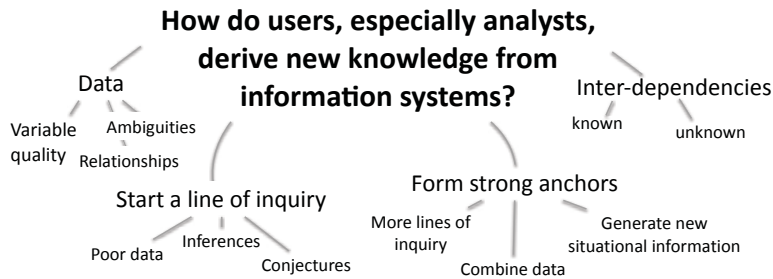 How do users, especially analysts,
derive new knowledge from
information systems?
Data
Variable
quality
Ambiguities
Relationships
Inter-dependencies
known
unknown
Start a line of inquiry
Poor data
Inferences
Conjectures
Form strong anchors
More lines of
inquiry
Combine data
Generate new
situational information